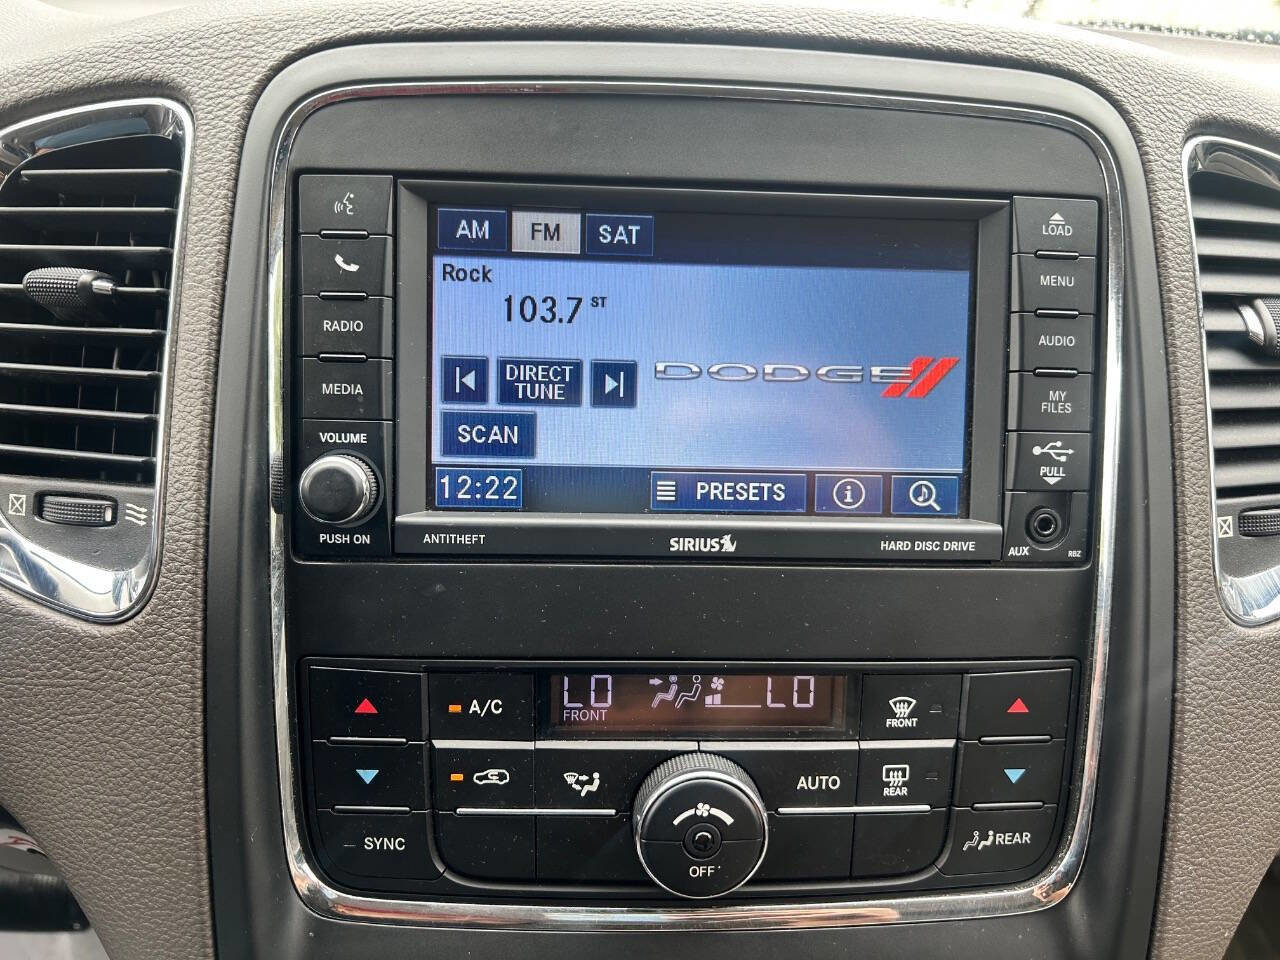 AM FM SAT
Rock
103.7 ST
DIRECT
TUNE
DODGE
SCAN
12:22
PRESETS
i
RADIO
MEDIA
VOLUME
PUSH ON
LOAD
MENU
AUDIO
MY
FILES
PULL
AUX
RBZ
ANTITHEFT
SIRIUS
HARD DISC DRIVE
A/C
LO LO
FRONT
FRONT
AUTO
REAR
SYNC
OFF
REAR